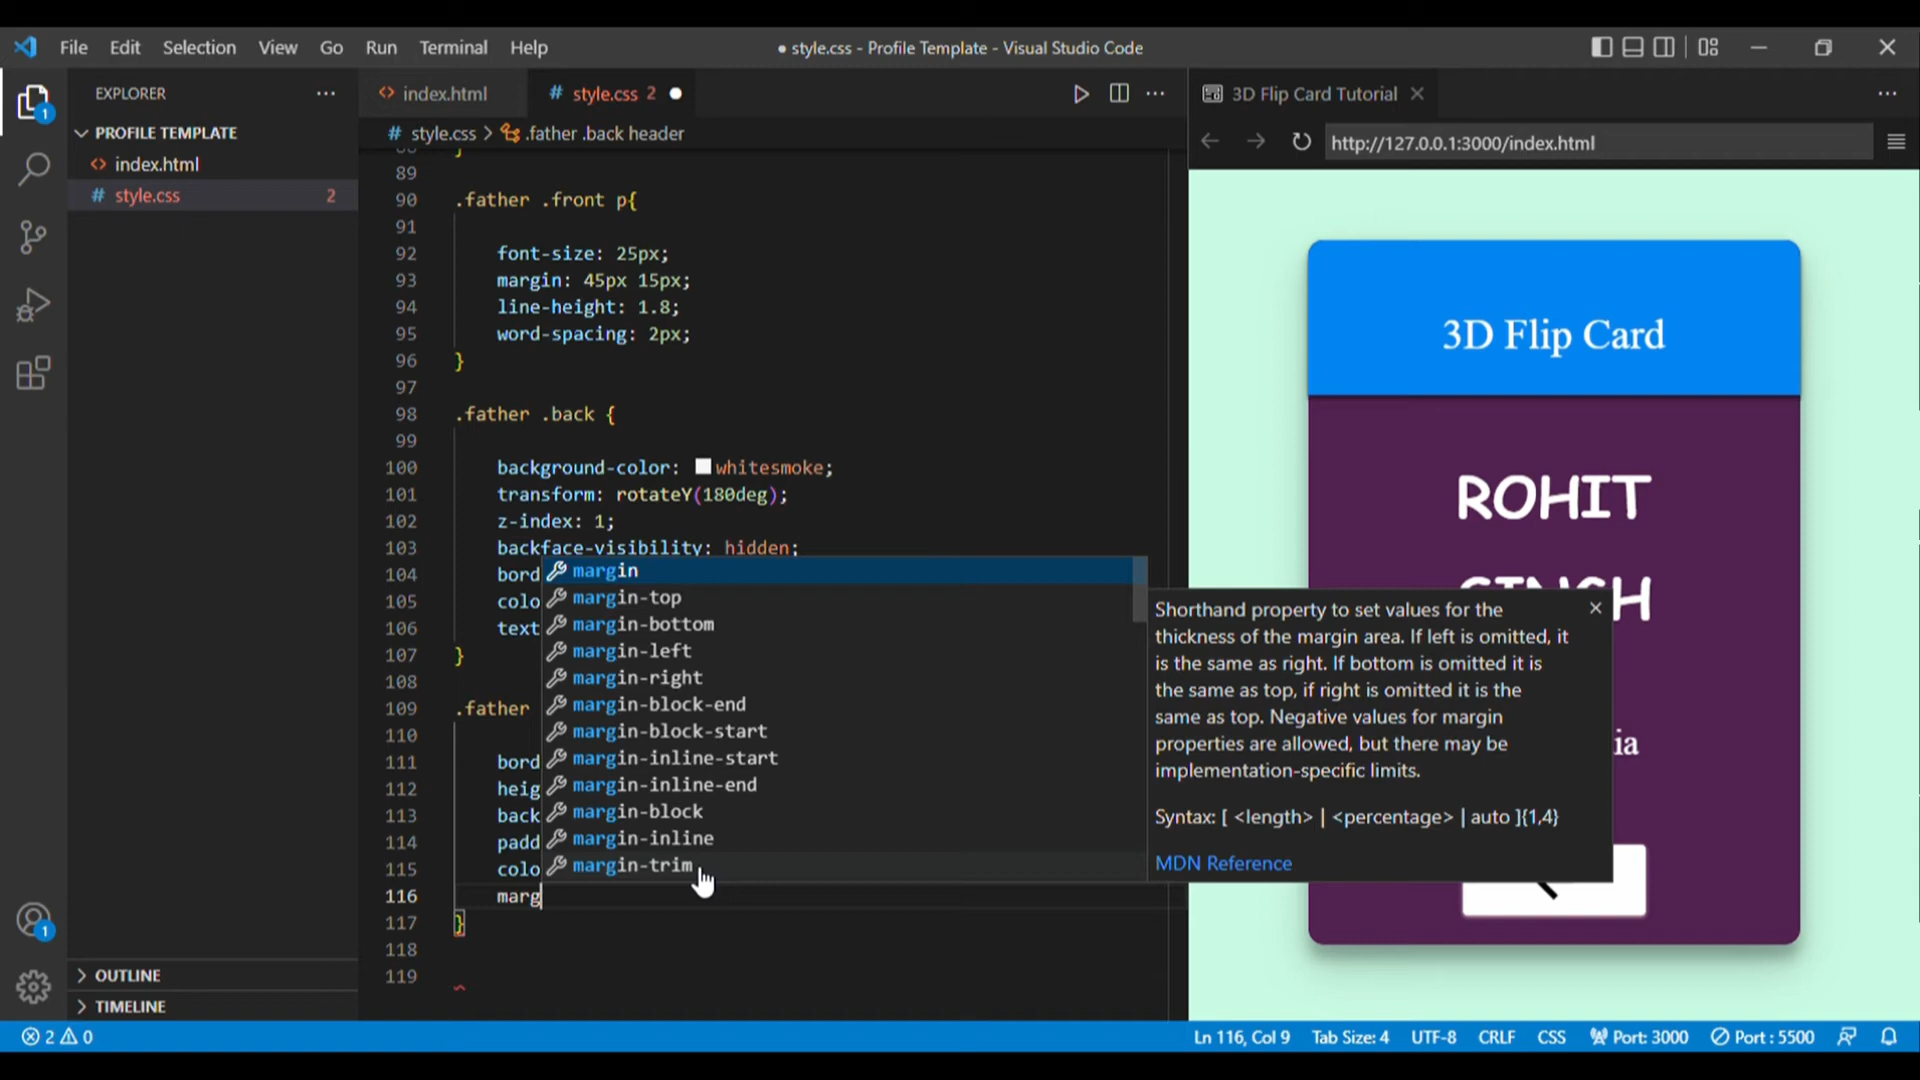 File Edit Selection View Go Run Terminal Help
● style.css - Profile Template - Visual Studio Code
EXPLORER
1
PROFILE TEMPLATE
<> index.html
# style.css 2
OUTLINE
TIMELINE
1
<> index.html
# style.css 2 ●
# style.css > .father .back header
89
90 .father .front p{
91
92 font-size: 25px;
93 margin: 45px 15px;
94 line-height: 1.8;
95 word-spacing: 2px;
96 }
97
98 .father .back {
99
100 background-color: whitesmoke;
101 transform: rotateY(180deg);
102 z-index: 1;
103 backface-visibility: hidden;
104 bord
105 colo
106 text
107 }
108
109 .father
110
111 bord
112 heig
113 back
114 padd
115 colo
116 marg
117 }
118
119
margin
margin-top
margin-bottom
margin-left
margin-right
margin-block-end
margin-block-start
margin-inline-start
margin-inline-end
margin-block
margin-inline
margin-trim
Shorthand property to set values for the
thickness of the margin area. If left is omitted, it
is the same as right. If bottom is omitted it is
the same as top, if right is omitted it is the
same as top. Negative values for margin
properties are allowed, but there may be
implementation-specific limits.
Syntax: [ <length> | <percentage> | auto ]{1,4}
MDN Reference
3D Flip Card Tutorial
http://127.0.0.1:3000/index.html
3D Flip Card
ROHIT
ia
2 0
Ln 116, Col 9 Tab Size: 4 UTF-8 CRLF CSS Port: 3000 Port : 5500